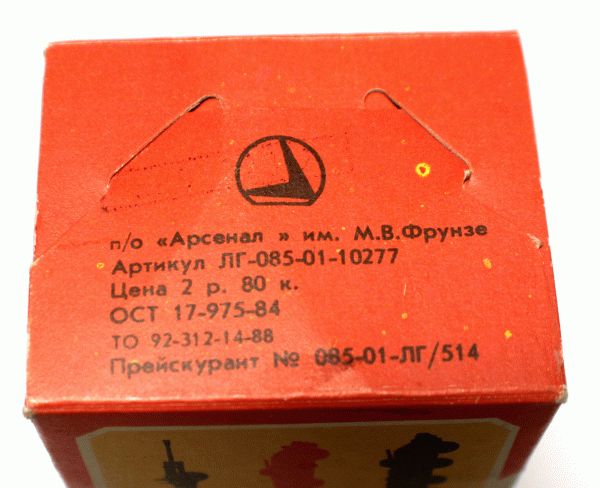 п/о «Арсенал » им. М.В.Фрунзе
Артикул ЛГ-085-01-10277
Цена 2 р. 80 к.
ОСТ 17-975-84
ТО 92-312-14-88
Прейскурант № 085-01-ЛГ/514